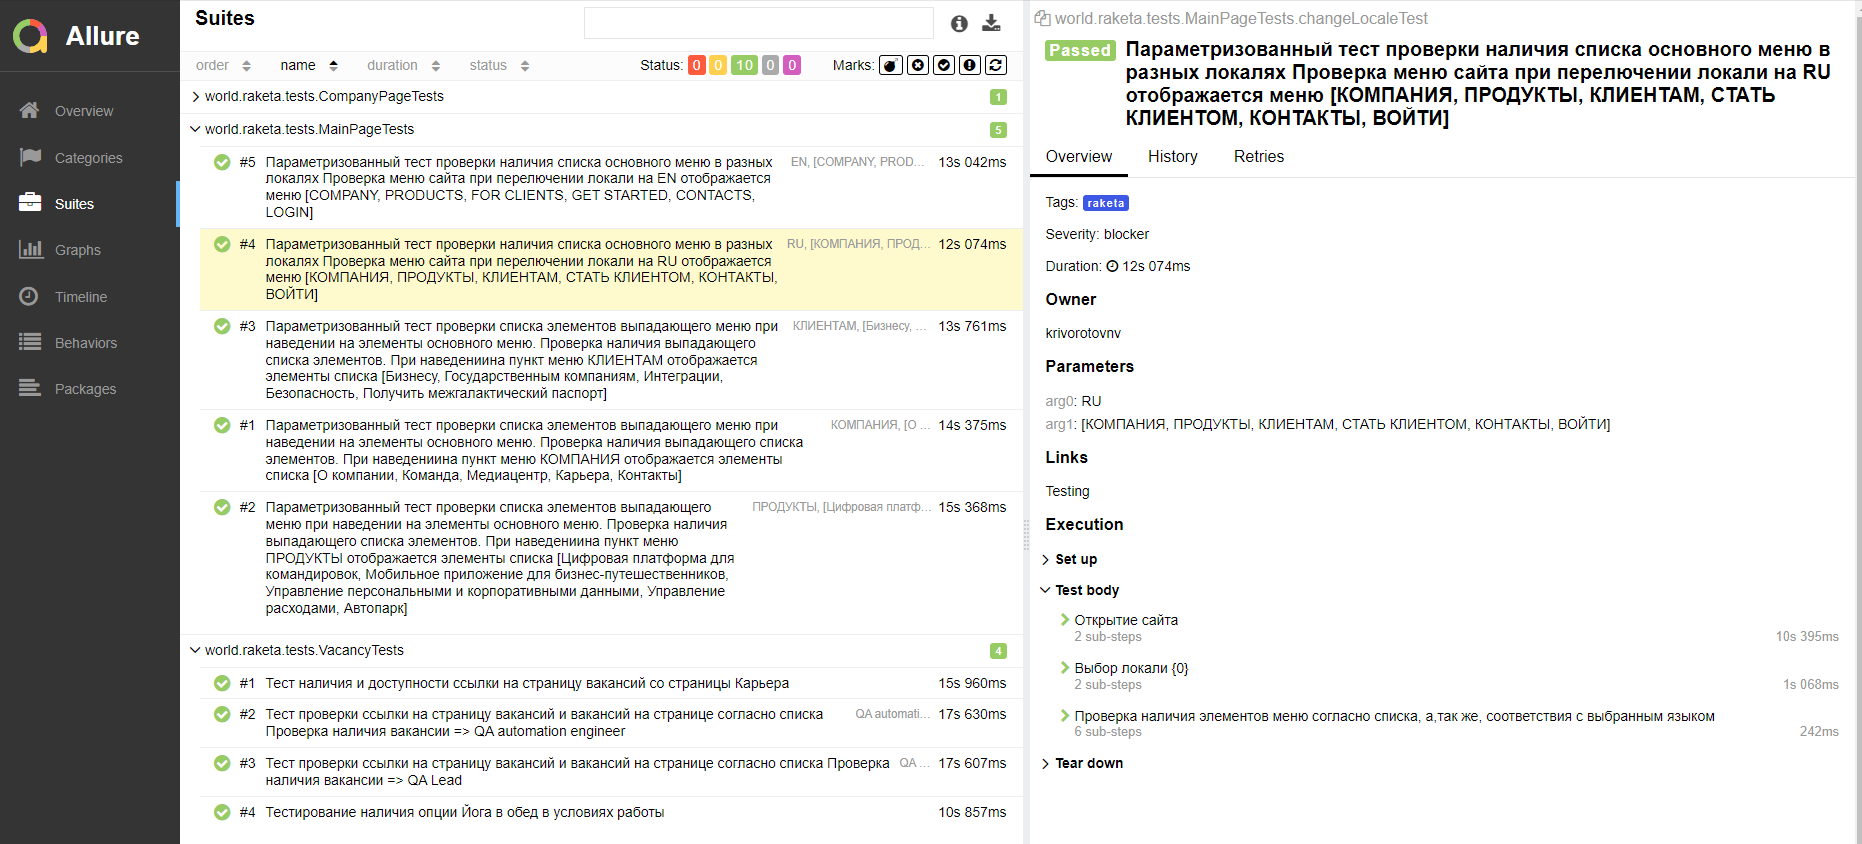 Allure
Overview
Categories
Suites
Graphs
Timeline
Behaviors
Packages
Suites
order name duration status Status: 0 0 10 0 0 Marks:
world.raketa.tests.CompanyPageTests 1
world.raketa.tests.MainPageTests 5
#5 Параметризованный тест проверки наличия списка основного меню в разных EN, [COMPANY, PROD... 13s 042ms
локалях Проверка меню сайта при перелючении локали на EN отображается
меню [COMPANY, PRODUCTS, FOR CLIENTS, GET STARTED, CONTACTS,
LOGIN]
#4 Параметризованный тест проверки наличия списка основного меню в разных RU, [КОМПАНИЯ, ПРОД... 12s 074ms
локалях Проверка меню сайта при перелючении локали на RU отображается
меню [КОМПАНИЯ, ПРОДУКТЫ, КЛИЕНТАМ, СТАТЬ КЛИЕНТОМ, КОНТАКТЫ,
ВОЙТИ]
#3 Параметризованный тест проверки списка элементов выпадающего меню при КЛИЕНТАМ, [Бизнесу, ... 13s 761ms
наведении на элементы основного меню. Проверка наличия выпадающего
списка элементов. При наведениина пункт меню КЛИЕНТАМ отображается
элементы списка [Бизнесу, Государственным компаниям, Интеграции,
Безопасность, Получить межгалактический паспорт]
#1 Параметризованный тест проверки списка элементов выпадающего меню при КОМПАНИЯ, [О ... 14s 375ms
наведении на элементы основного меню. Проверка наличия выпадающего списка
элементов. При наведениина пункт меню КОМПАНИЯ отображается элементы
списка [О компании, Команда, Медиацентр, Карьера, Контакты]
#2 Параметризованный тест проверки списка элементов выпадающего ПРОДУКТЫ, [Цифровая платф... 15s 368ms
меню при наведении на элементы основного меню. Проверка наличия
выпадающего списка элементов. При наведениина пункт меню
ПРОДУКТЫ отображается элементы списка [Цифровая платформа для
командировок, Мобильное приложение для бизнес-путешественников,
Управление персональными и корпоративными данными, Управление
расходами, Автопарк]
world.raketa.tests.VacancyTests 4
#1 Тест наличия и доступности ссылки на страницу вакансий со страницы Карьера 15s 960ms
#2 Тест проверки ссылки на страницу вакансий и вакансий на странице согласно списка QA automati... 17s 630ms
Проверка наличия вакансии => QA automation engineer
#3 Тест проверки ссылки на страницу вакансий и вакансий на странице согласно списка Проверка QA ... 17s 607ms
наличия вакансии => QA Lead
#4 Тестирование наличия опции Йога в обед в условиях работы 10s 857ms
world.raketa.tests.MainPageTests.changeLocaleTest
Passed Параметризованный тест проверки наличия списка основного меню в
разных локалях Проверка меню сайта при перелючении локали на RU
отображается меню [КОМПАНИЯ, ПРОДУКТЫ, КЛИЕНТАМ, СТАТЬ
КЛИЕНТОМ, КОНТАКТЫ, ВОЙТИ]
Overview History Retries
Tags: raketa
Severity: blocker
Duration: 12s 074ms
Owner
krivorotovnv
Parameters
arg0: RU
arg1: [КОМПАНИЯ, ПРОДУКТЫ, КЛИЕНТАМ, СТАТЬ КЛИЕНТОМ, КОНТАКТЫ, ВОЙТИ]
Links
Testing
Execution
Set up
Test body
Открытие сайта
2 sub-steps 10s 395ms
Выбор локали {0}
2 sub-steps 1s 068ms
Проверка наличия элементов меню согласно списка, а,так же, соответствия с выбранным языком
6 sub-steps 242ms
Tear down